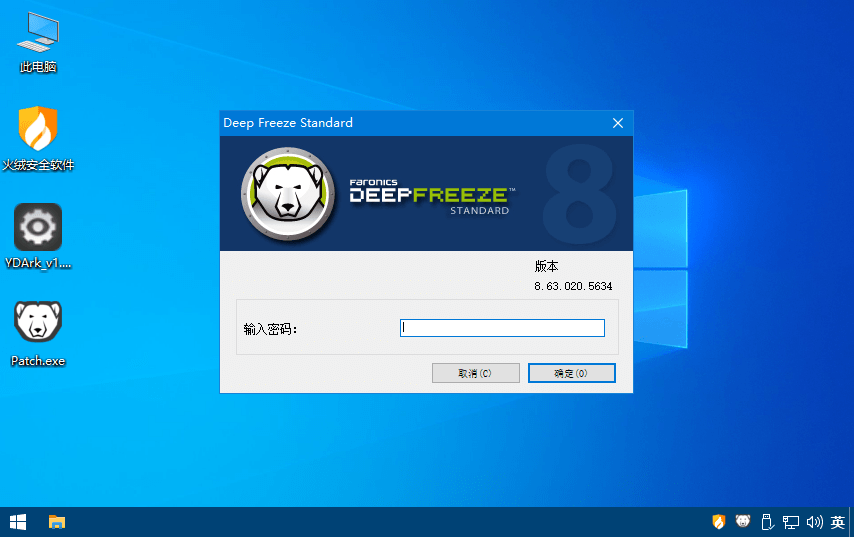 此电脑
火绒安全软件
YDArk_v1....
Patch.exe
Deep Freeze Standard
8
FARONICS
DEEPFREEZE™
STANDARD
版本
8.63.020.5634
输入密码:
取消(C)
确定(O)
英